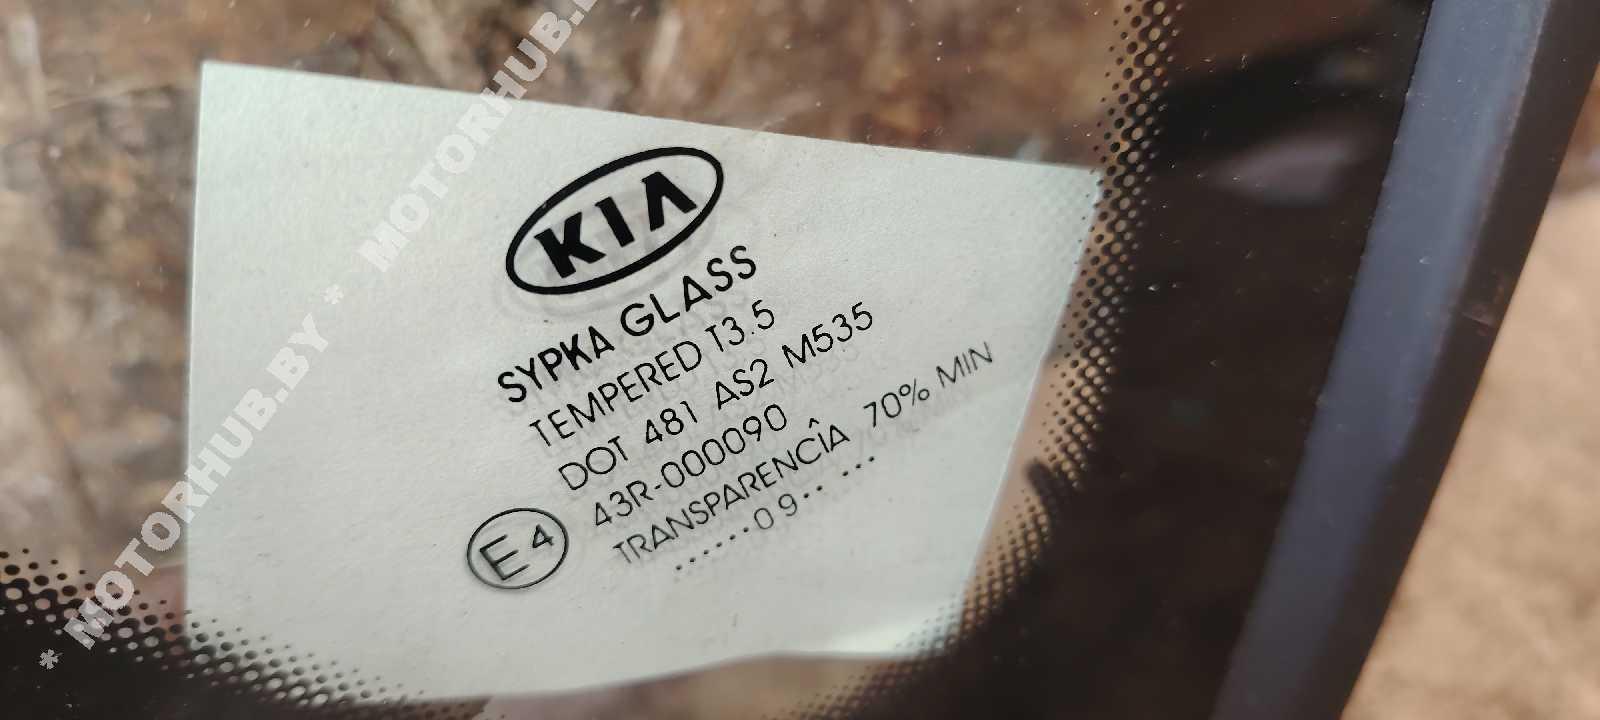 KIA
SYPKA GLASS
TEMPERED T3.5
DOT 481 AS2 M535
43R-000090
E4
TRANSPARENCÎA 70% MIN
.....09.. ...
* MOTORHUB.BY * MOTORHUB.B